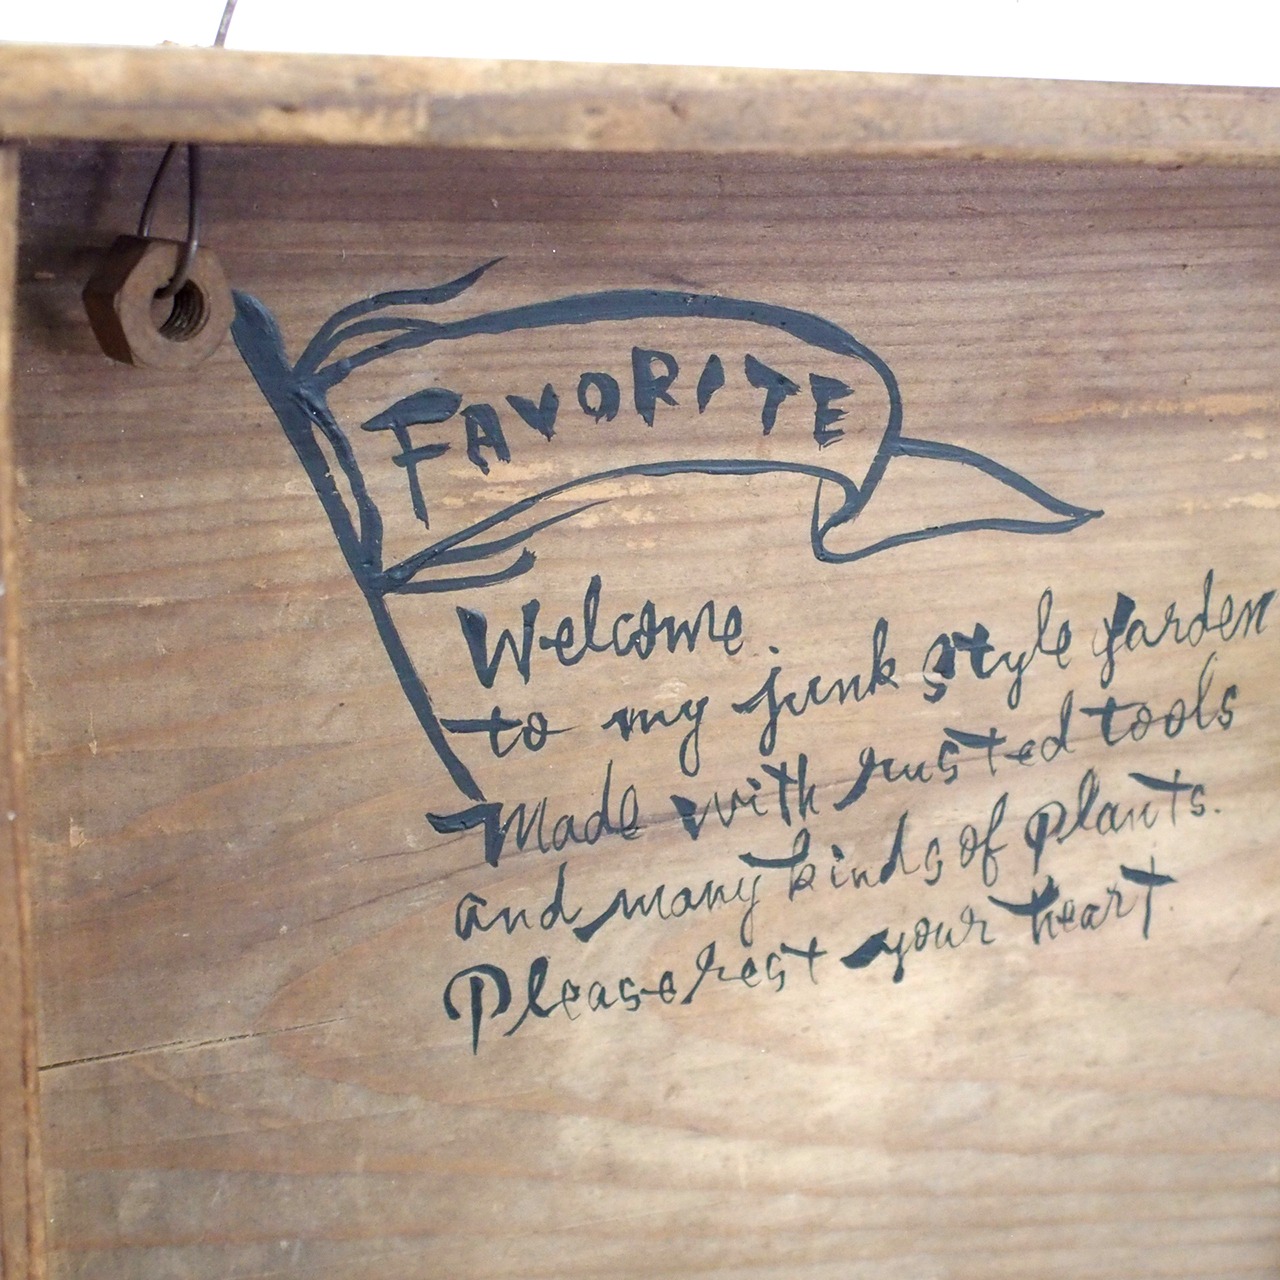 FAVORITE
Welcome.
to my junk style garden
Made with rusted tools
and many kinds of plants.
Please rest your heart.